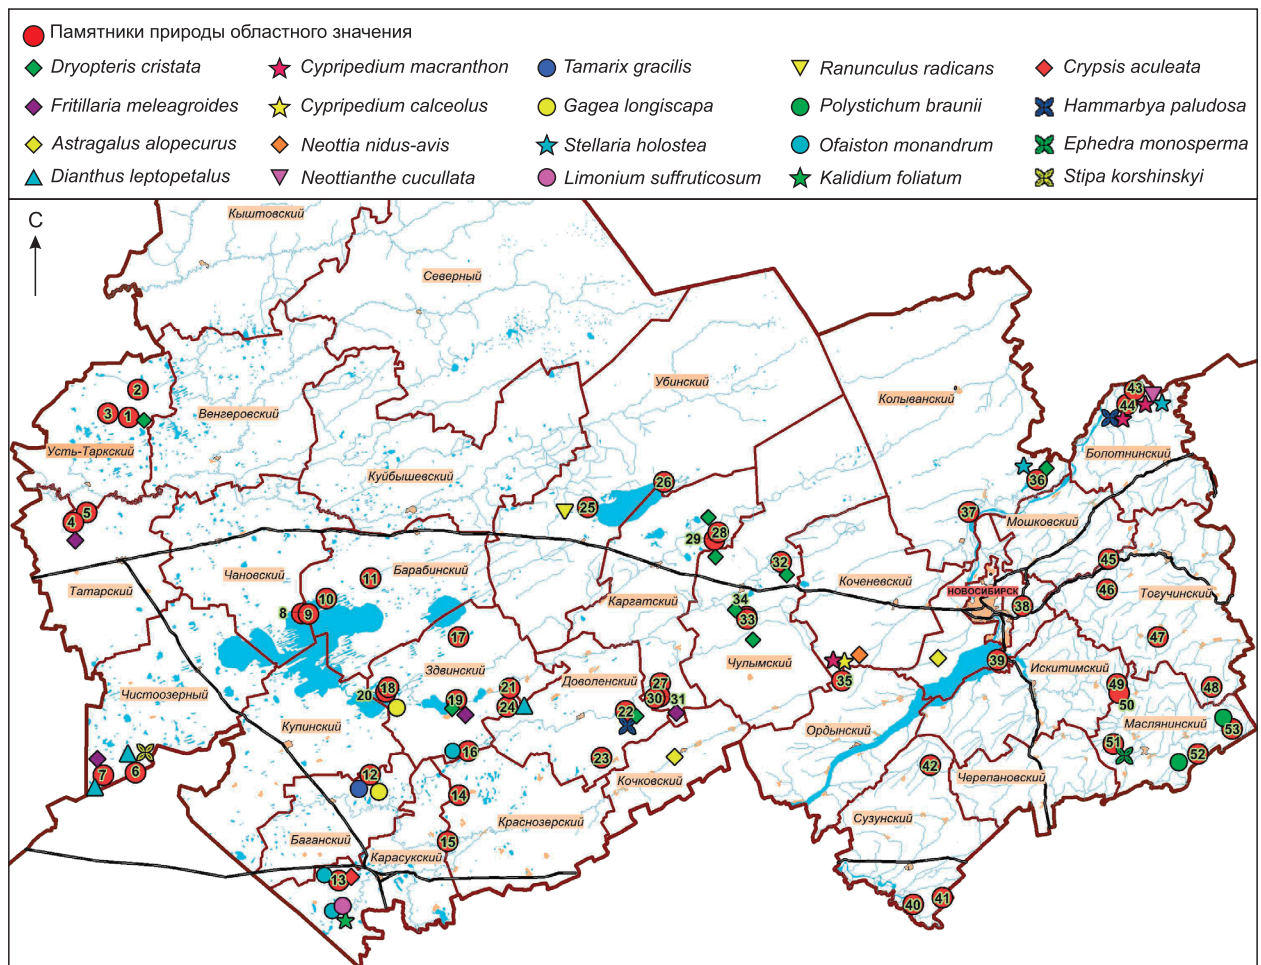 Памятники природы областного значения
Dryopteris cristata
Cypripedium macranthon
Tamarix gracilis
Ranunculus radicans
Crypsis aculeata
Fritillaria meleagroides
Cypripedium calceolus
Gagea longiscapa
Polystichum braunii
Hammarbya paludosa
Astragalus alopecurus
Neottia nidus-avis
Stellaria holostea
Ofaiston monandrum
Ephedra monosperma
Dianthus leptopetalus
Neottianthe cucullata
Limonium suffruticosum
Kalidium foliatum
Stipa korshinskyi
С
Кыштовский
Северный
Убинский
Колыванский
2
43
3
1
Венгеровский
44
Усть-Таркский
Болотнинский
Куйбышевский
26
36
5
25
37
4
28
Мошковский
29
Чановский
Барабинский
11
32
45
Татарский
Коченевский
46
Тогучинский
НОВОСИБИРСК
10
Каргатский
34
38
8
9
33
17
47
Здвинский
Чулымский
39
Искитимский
Доволенский
35
27
49
48
Чистоозерный
20
18
19
21
30
31
50
24
22
Маслянинский
Купинский
Ордынский
53
16
51
52
7
6
12
23
42
Кочковский
Черепановский
14
Краснозерский
Сузунский
Баганский
15
Карасукский
13
40
41